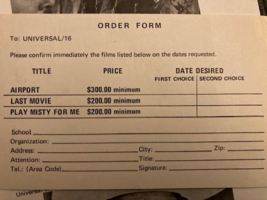 ORDER FORM
To: UNIVERSAL/16
Please confirm immediately the films listed below on the dates requested.
TITLE PRICE DATE DESIRED
FIRST CHOICE SECOND CHOICE
AIRPORT $300.00 minimum
LAST MOVIE $200.00 minimum
PLAY MISTY FOR ME $200.00 minimum
School
Organization:
Address: City: Zip:
Attention: Title:
Tel.: (Area Code) Signature: